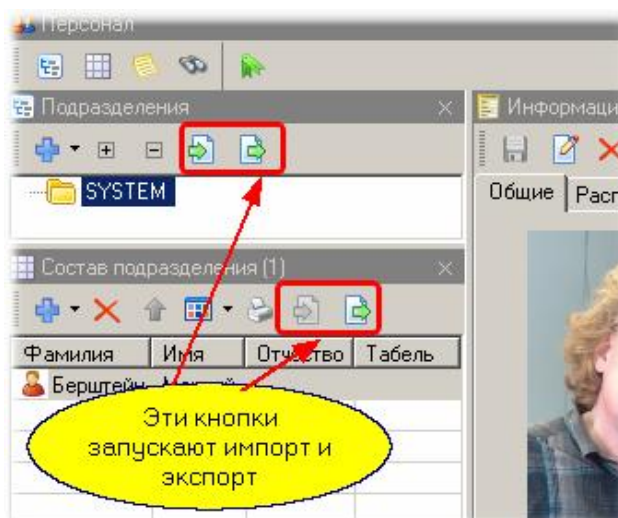 Персонал
Подразделения
Информаци
SYSTEM
Общие Расп
Состав подразделения (1)
Фамилия Имя Отчество Табель
Берштейн
Эти кнопки
запускают импорт и
экспорт